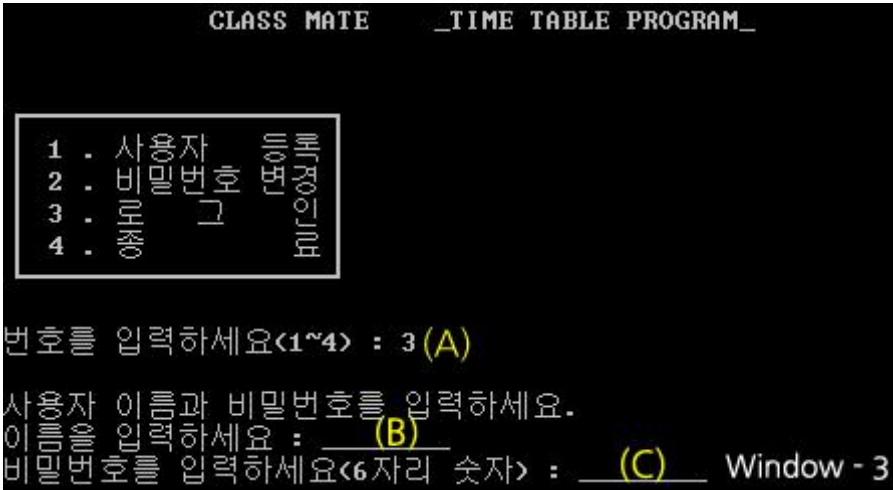 CLASS MATE _TIME TABLE PROGRAM_
1 . 사용자 등록
2 . 비밀번호 변경
3 . 로 그 인
4 . 종 료
번호를 입력하세요(1~4) : 3 (A)
사용자 이름과 비밀번호를 입력하세요.
이름을 입력하세요 : ___(B)___
비밀번호를 입력하세요(6자리 숫자) : ___(C)___ Window - 3